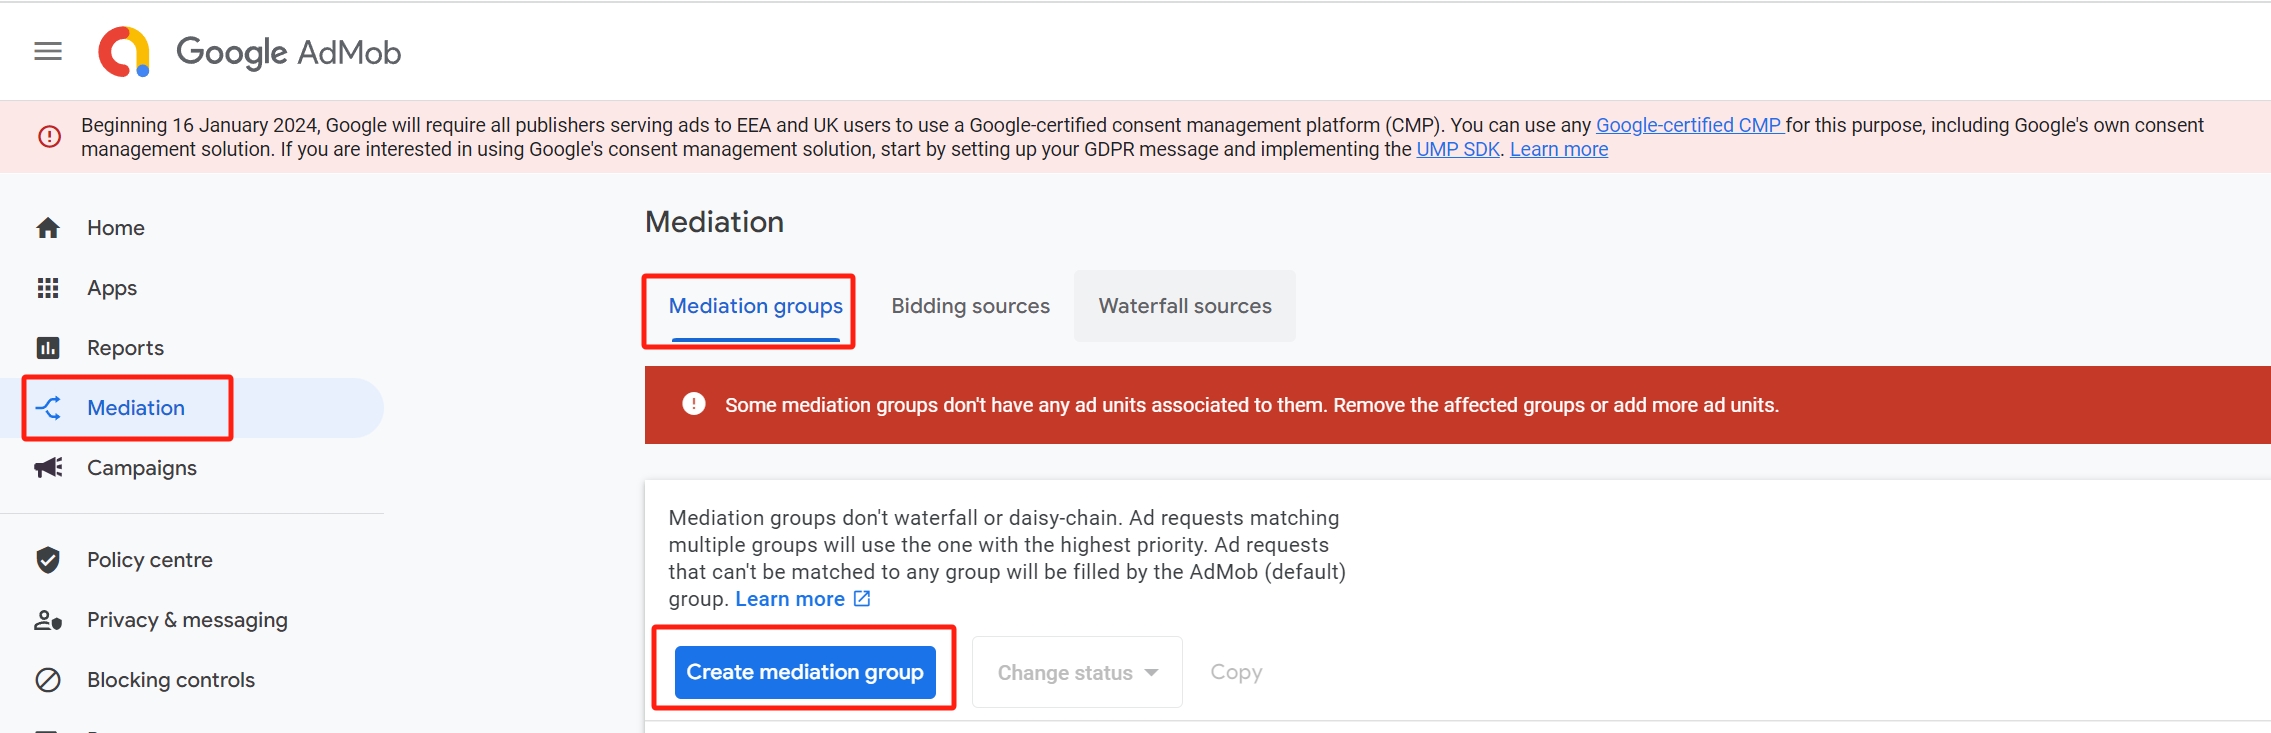 Google AdMob
Beginning 16 January 2024, Google will require all publishers serving ads to EEA and UK users to use a Google-certified consent management platform (CMP). You can use any Google-certified CMP for this purpose, including Google's own consent
management solution. If you are interested in using Google's consent management solution, start by setting up your GDPR message and implementing the UMP SDK. Learn more
Home
Apps
Reports
Mediation
Campaigns
Policy centre
Privacy & messaging
Blocking controls
Mediation
Mediation groups
Bidding sources
Waterfall sources
Some mediation groups don't have any ad units associated to them. Remove the affected groups or add more ad units.
Mediation groups don't waterfall or daisy-chain. Ad requests matching
multiple groups will use the one with the highest priority. Ad requests
that can't be matched to any group will be filled by the AdMob (default)
group. Learn more
Create mediation group
Change status
Copy